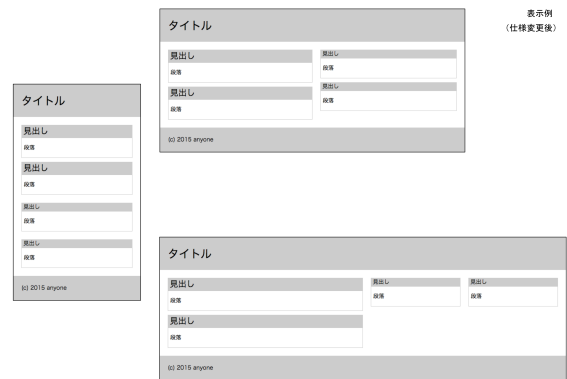 表示例
（仕様変更後）
タイトル
見出し
段落
見出し
段落
見出し
段落
見出し
段落
(c) 2015 anyone
タイトル
見出し
段落
見出し
段落
見出し
段落
見出し
段落
(c) 2015 anyone
タイトル
見出し
段落
見出し
段落
見出し
段落
見出し
段落
(c) 2015 anyone